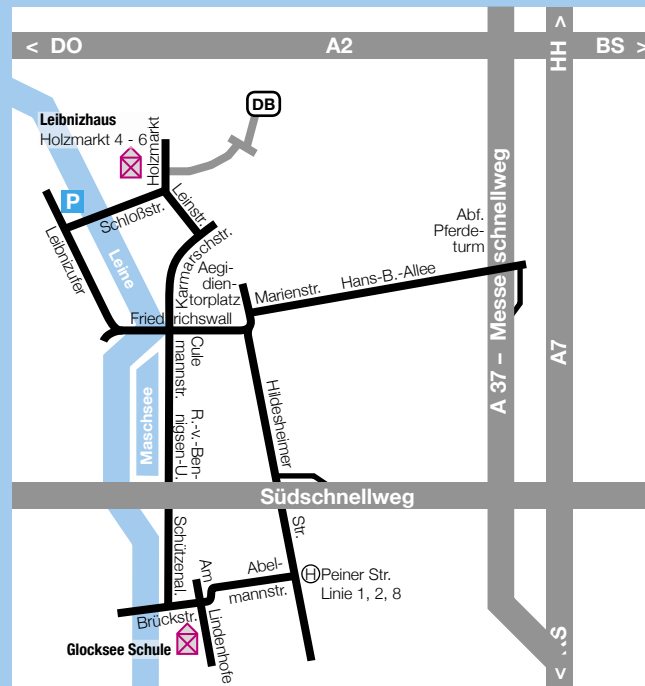 < DO
A2
BS >
HH >
DB
Leibnizhaus
Holzmarkt 4 - 6
Holzmarkt
P
Schloßstr.
Leinstr.
Leibnizufer
Leine
Karmarschstr.
Aegi-
dien-
torplatz
Abf.
Pferde-
turm
Marienstr.
Hans-B.-Allee
A 37 – Messeschnellweg
A7
Friedrichswall
Cule
mannstr.
Maschsee
R.-v.-Ben-
nigsen-U.
Hildesheimer
Str.
Südschnellweg
Schützenal.
Am
Lindenhofe
Abel-
mannstr.
H Peiner Str.
Linie 1, 2, 8
Brückstr.
Glocksee Schule
<